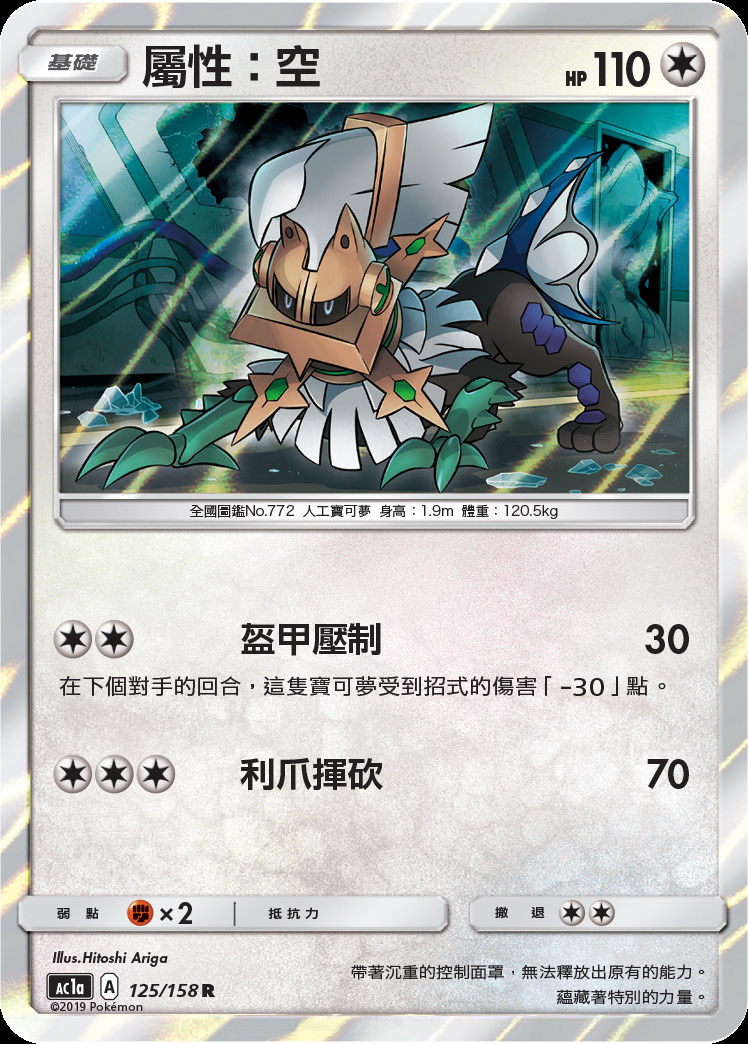 基礎 屬性：空 HP 110
全國圖鑑No.772 人工寶可夢 身高：1.9m 體重：120.5kg
盔甲壓制 30
在下個對手的回合，這隻寶可夢受到招式的傷害「-30」點。
利爪揮砍 70
弱點 ×2 抵抗力 撤退
Illus.Hitoshi Ariga
帶著沉重的控制面罩，無法釋放出原有的能力。
AC1a A 125/158 R
蘊藏著特別的力量。
©2019 Pokémon